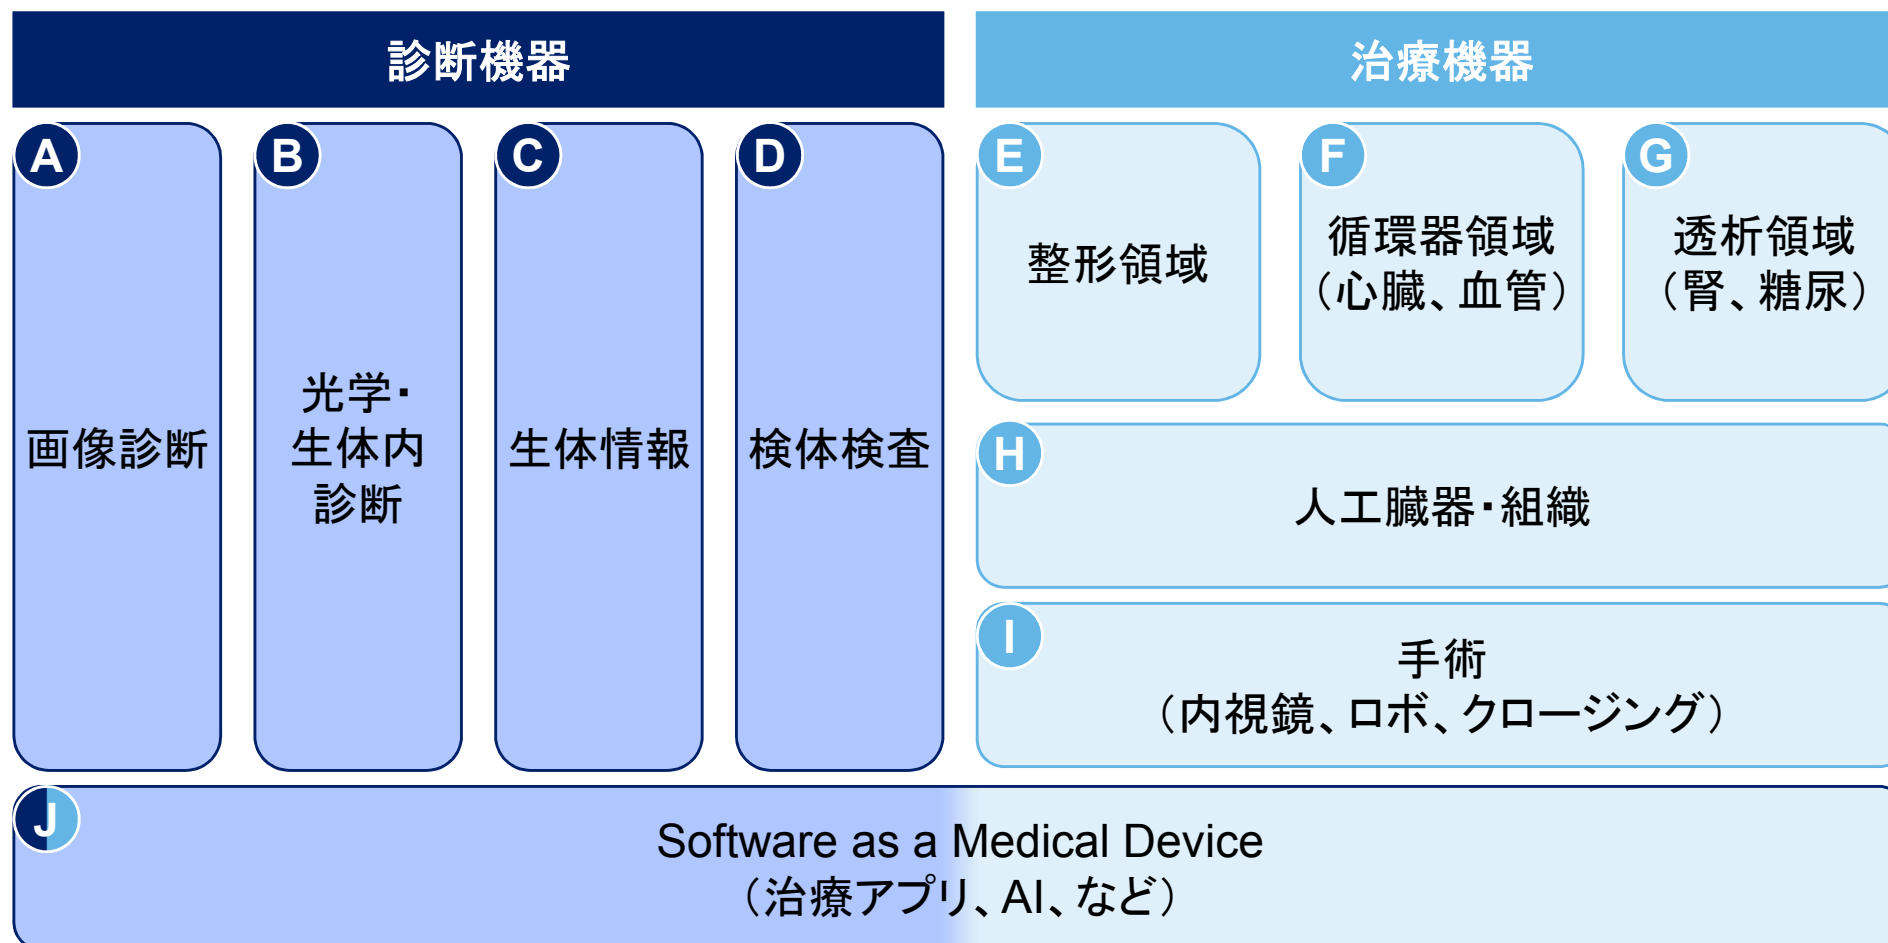 診断機器
治療機器
A
画像診断
B
光学・
生体内
診断
C
生体情報
D
検体検査
E
整形領域
F
循環器領域
（心臓、血管）
G
透析領域
（腎、糖尿）
H
人工臓器・組織
I
手術
（内視鏡、ロボ、クロージング）
J
Software as a Medical Device
（治療アプリ、AI、など）